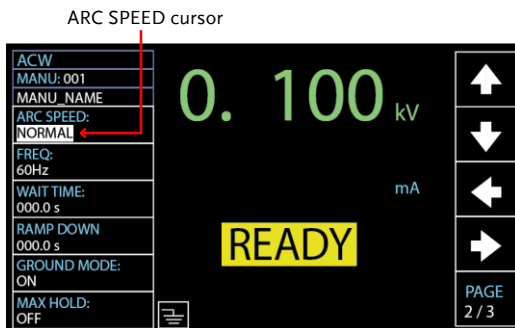 ARC SPEED cursor
ACW
MANU: 001
MANU_NAME
ARC SPEED:
NORMAL
FREQ:
60Hz
WAIT TIME:
000.0 s
RAMP DOWN
000.0 s
GROUND MODE:
ON
MAX HOLD:
OFF
0. 100 kV
mA
READY
PAGE
2 / 3